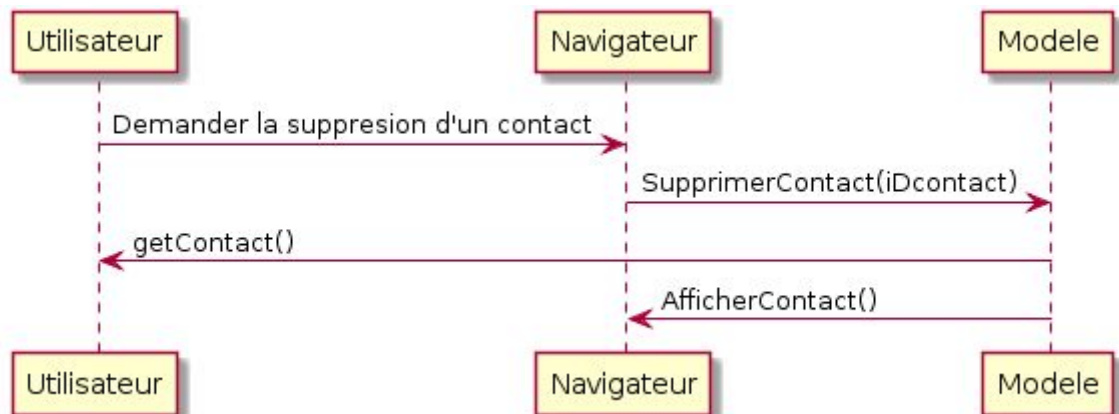 Utilisateur Navigateur Modele
Demander la suppresion d'un contact
SupprimerContact(iDcontact)
getContact()
AfficherContact()
Utilisateur Navigateur Modele